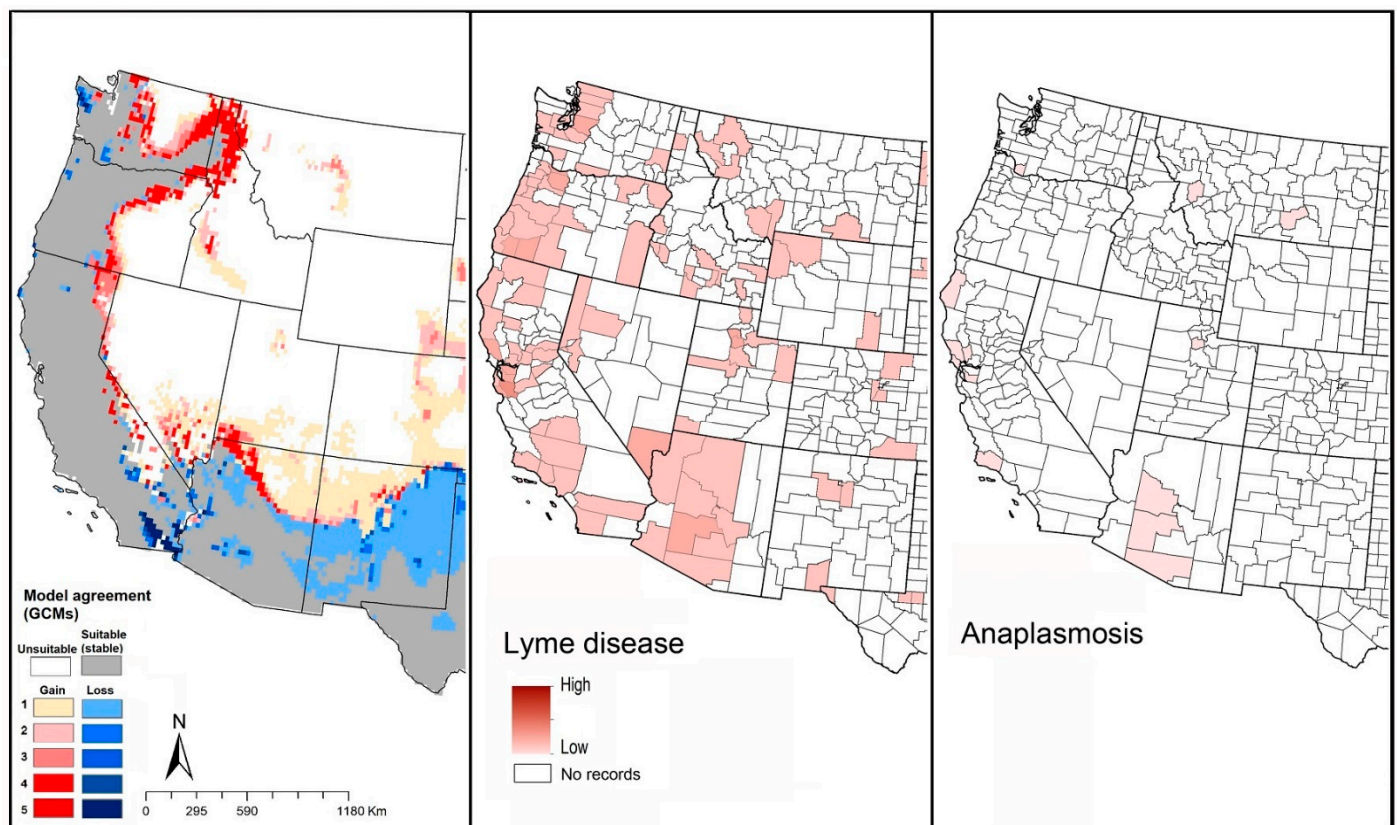 Model agreement
(GCMs)
Unsuitable
Suitable
(stable)
Gain Loss
1
2
3
4
5
N
0 295 590 1180 Km
Lyme disease
High
Low
No records
Anaplasmosis